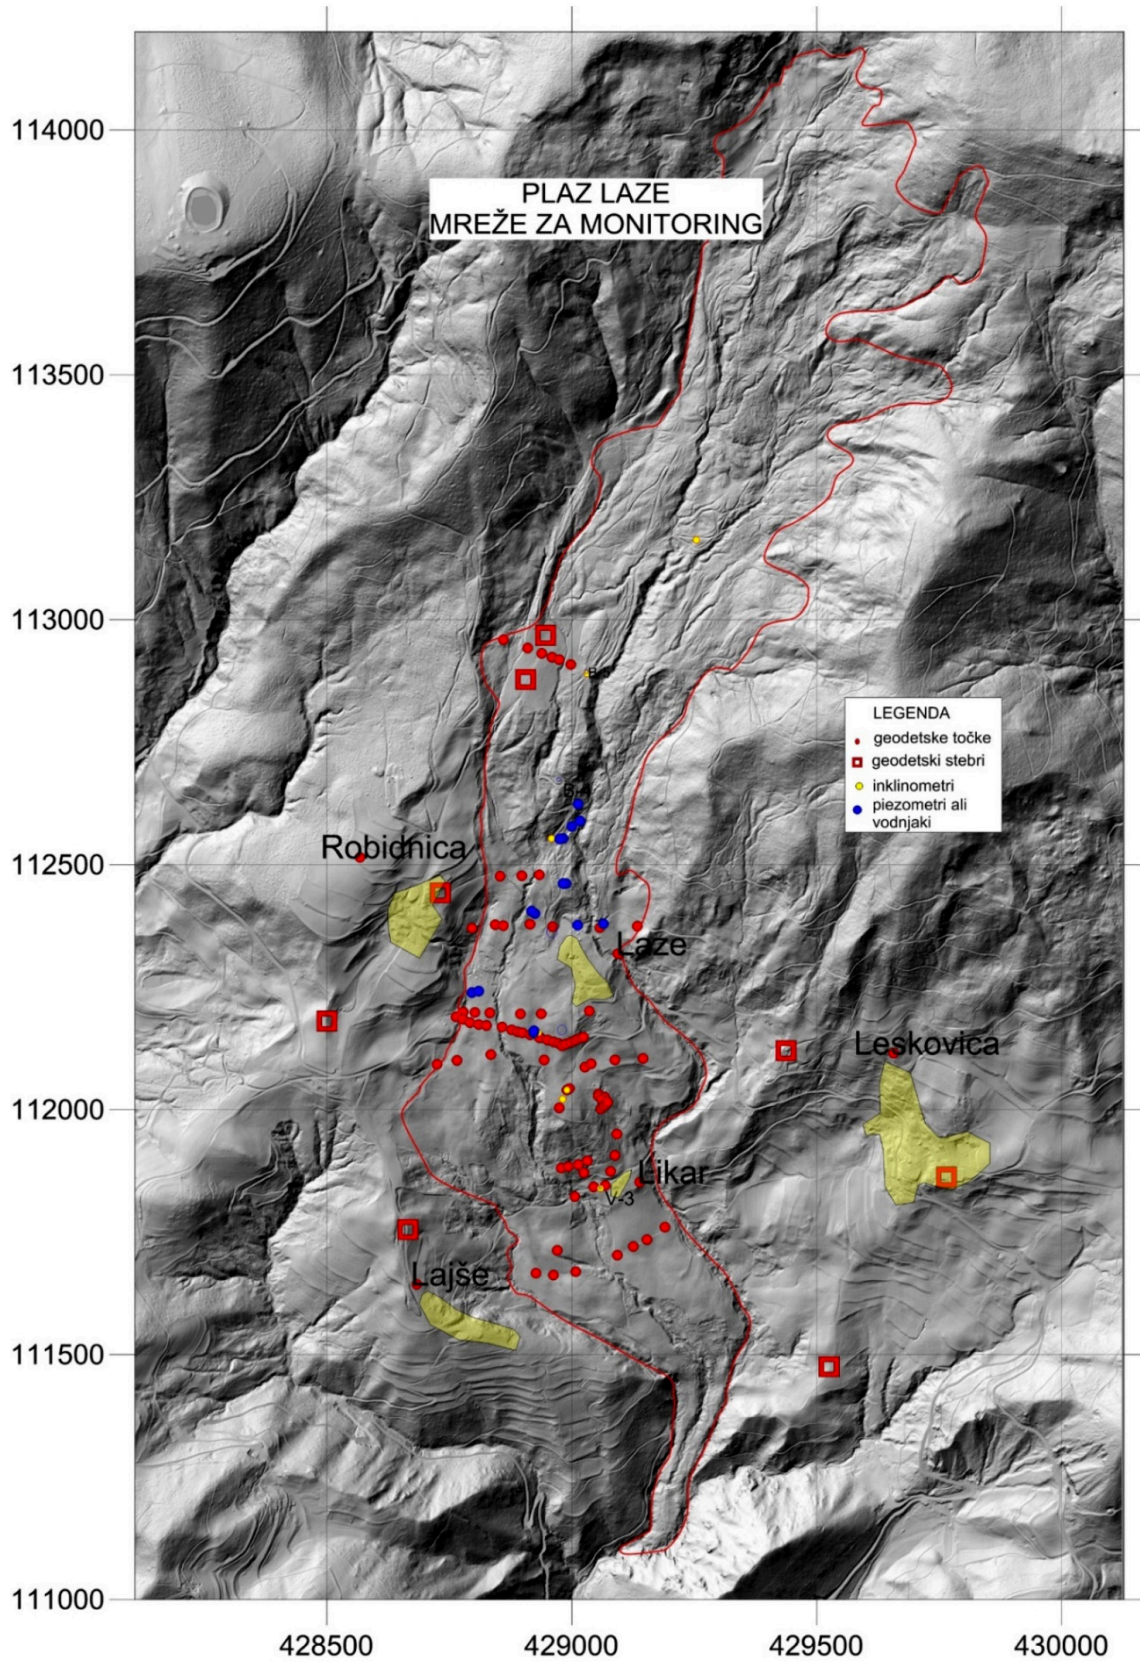 PLAZ LAZE
MREŽE ZA MONITORING
114000
113500
113000
LEGENDA
geodetske točke
geodetski stebri
inklinometri
piezometri ali
vodnjaki
Robidnica
112500
Laze
Leskovica
112000
Likar
V-3
Lajše
111500
111000
428500
429000
429500
430000